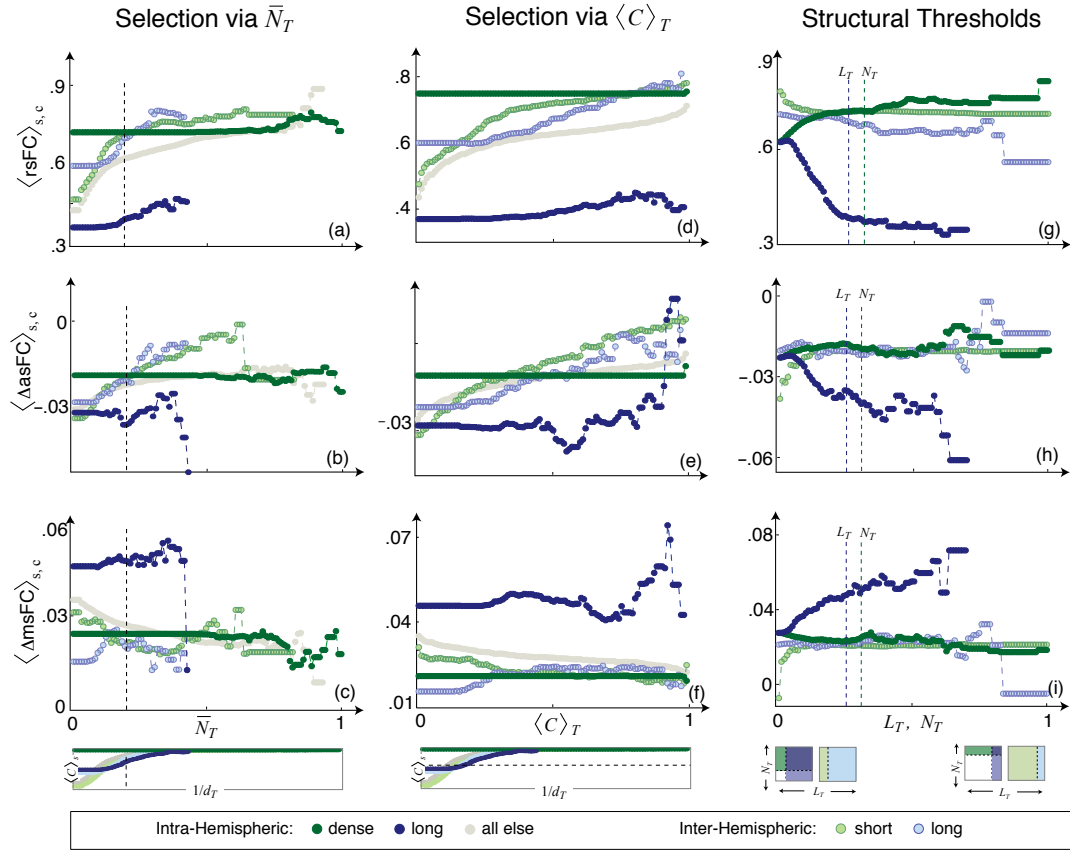 Selection via N̄_T
Selection via ⟨C⟩_T
Structural Thresholds
⟨rsFC⟩_s, c
.9
.6
.3
(a)
.8
.6
.4
(d)
.9
.6
.3
L_T
N_T
(g)
⟨ΔasFC⟩_s, c
0
−.03
(b)
−.03
(e)
0
−.03
−.06
L_T
N_T
(h)
⟨ΔmsFC⟩_s, c
.06
.03
0
(c)
.07
.04
.01
(f)
.08
.04
0
L_T
N_T
(i)
0
N̄_T
1
0
⟨C⟩_T
1
0
L_T, N_T
1
⟨C⟩_s
1/d_T
⟨C⟩_s
1/d_T
N_T
L_T
N_T
L_T
Intra-Hemispheric: dense long all else Inter-Hemispheric: short long